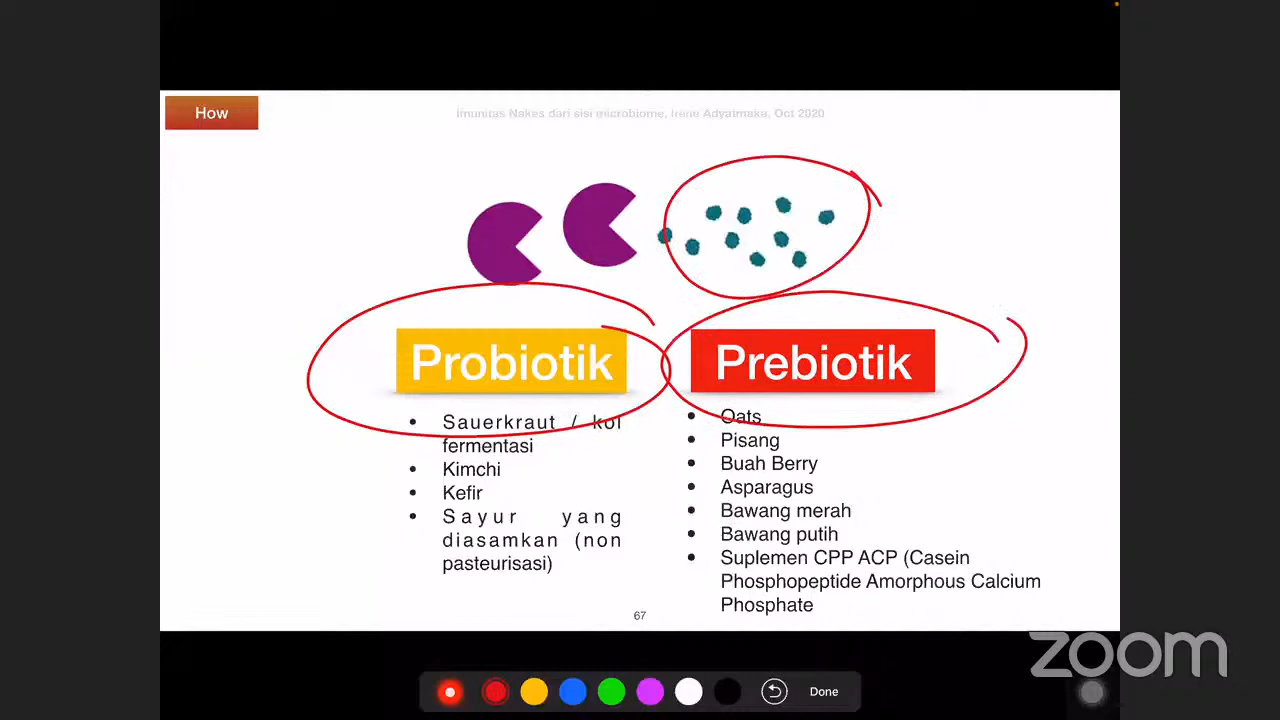 How
Imunitas Nakes dari sisi microbiome, Irene Adyatmaka, Oct 2020
Probiotik
Prebiotik
Sauerkraut / kol
fermentasi
Kimchi
Kefir
Sayur yang
diasamkan (non
pasteurisasi)
Oats
Pisang
Buah Berry
Asparagus
Bawang merah
Bawang putih
Suplemen CPP ACP (Casein
Phosphopeptide Amorphous Calcium
Phosphate
67
zoom
Done